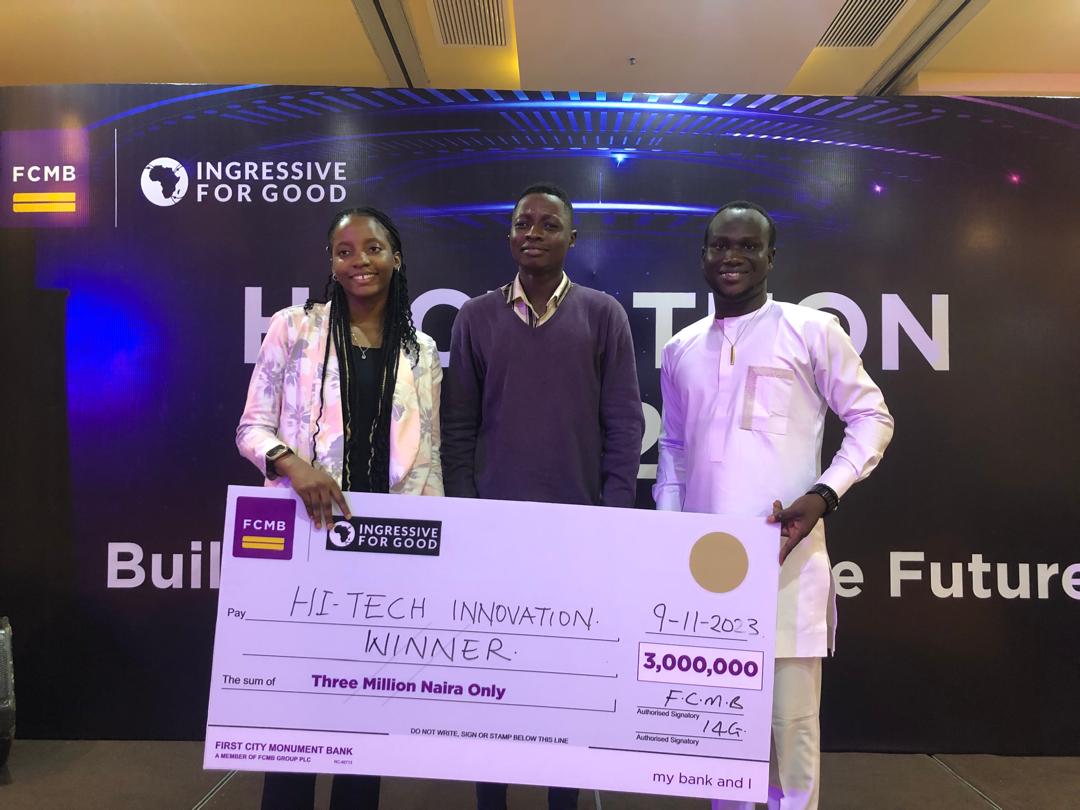 FCMB
INGRESSIVE
FOR GOOD
Buil
e Future
FCMB
INGRESSIVE
FOR GOOD
Pay HI-TECH INNOVATION.
WINNER.
9-11-2023.
3,000,000
The sum of Three Million Naira Only
F.C.M.B
Authorised Signatory
I4G.
Authorised Signatory
DO NOT WRITE, SIGN OR STAMP BELOW THIS LINE
FIRST CITY MONUMENT BANK
A MEMBER OF FCMB GROUP PLC
my bank and I